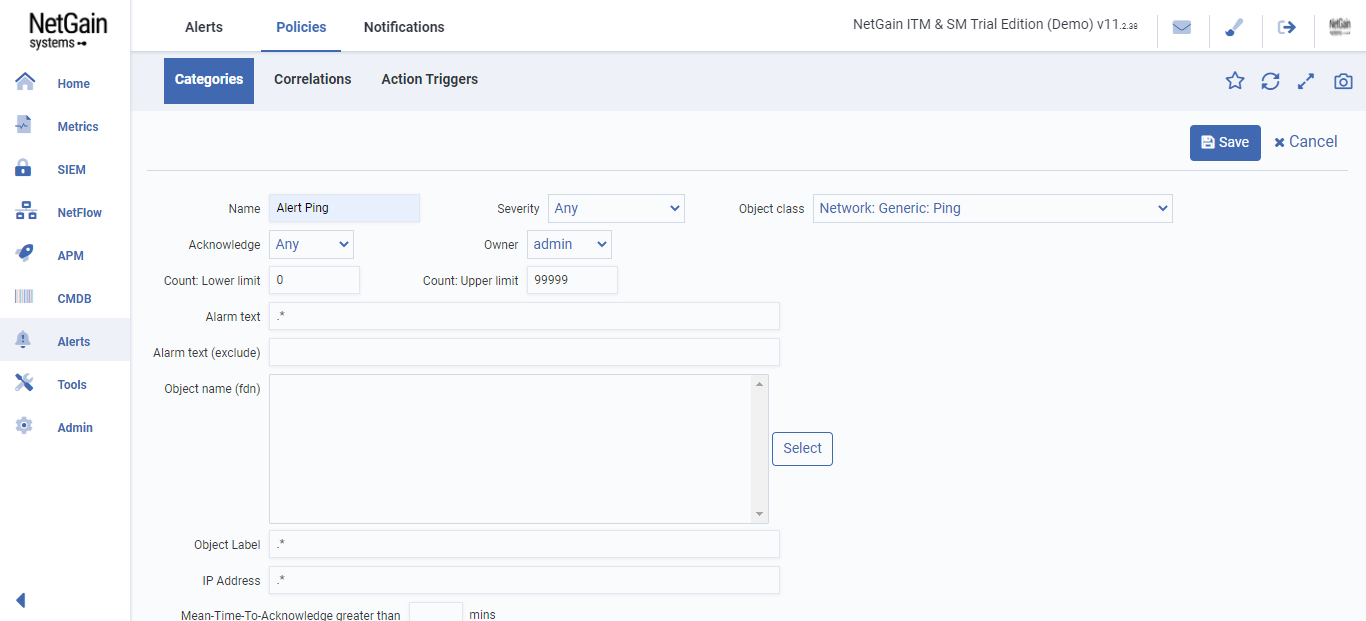 NetGain
systems
Alerts
Policies
Notifications
NetGain ITM & SM Trial Edition (Demo) v11.2.38
NetGain
Home
Metrics
SIEM
NetFlow
APM
CMDB
Alerts
Tools
Admin
Categories
Correlations
Action Triggers
Save
Cancel
Name Alert Ping Severity Any Object class Network: Generic: Ping
Acknowledge Any Owner admin
Count: Lower limit 0 Count: Upper limit 99999
Alarm text .*
Alarm text (exclude)
Object name (fdn)
Select
Object Label .*
IP Address .*
Mean-Time-To-Acknowledge greater than mins